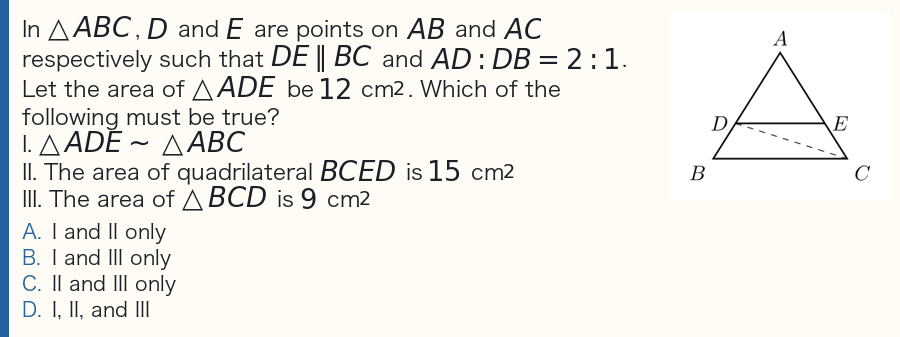 In △ABC, D and E are points on AB and AC
respectively such that DE ∥ BC and AD : DB = 2 : 1.
Let the area of △ADE be 12 cm2. Which of the
following must be true?
I. △ADE ~ △ABC
II. The area of quadrilateral BCED is 15 cm2
III. The area of △BCD is 9 cm2
A. I and II only
B. I and III only
C. II and III only
D. I, II, and III
A
D
E
B
C